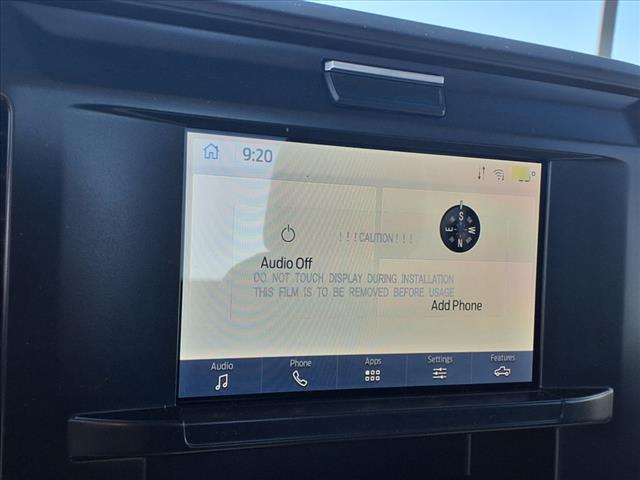 9:20
! ! ! CAUTION ! ! !
S
E W
N
Audio Off
DO NOT TOUCH DISPLAY DURING INSTALLATION
THIS FILM IS TO BE REMOVED BEFORE USAGE
Add Phone
Audio Phone Apps Settings Features